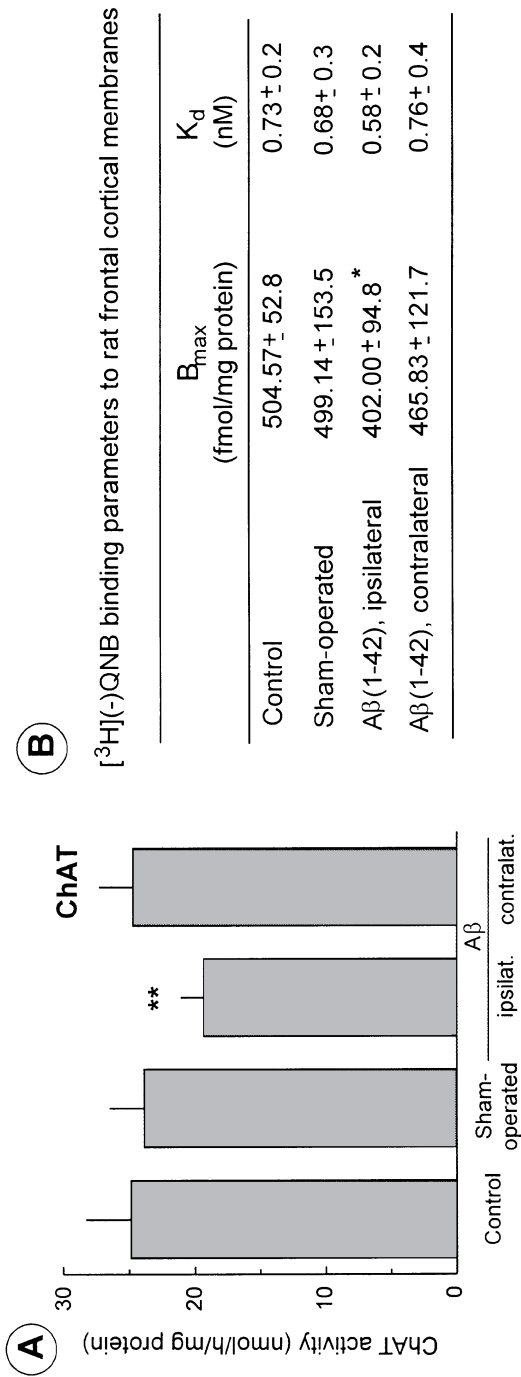 A
ChAT
ChAT activity (nmol/h/mg protein)
30
20
10
0
**
Control
Sham-
operated
ipsilat.
contralat.
Aβ
B
[³H](-)QNB binding parameters to rat frontal cortical membranes
Bmax Kd
(fmol/mg protein) (nM)
Control 504.57± 52.8 0.73± 0.2
Sham-operated 499.14 ±153.5 0.68± 0.3
Aβ(1-42), ipsilateral 402.00±94.8* 0.58± 0.2
Aβ(1-42), contralateral 465.83±121.7 0.76± 0.4